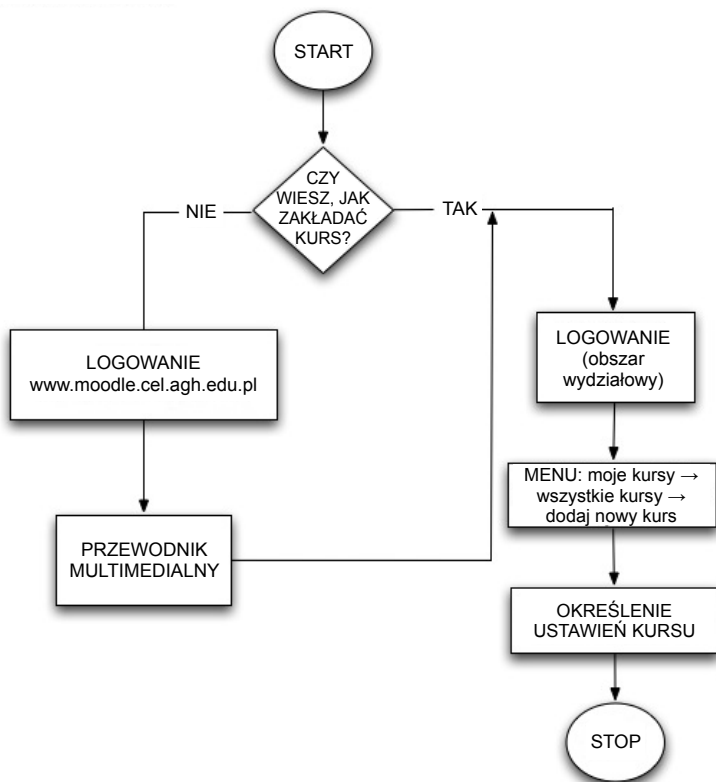 START
CZY
WIESZ, JAK
ZAKŁADAĆ
KURS?
NIE
TAK
LOGOWANIE
www.moodle.cel.agh.edu.pl
PRZEWODNIK
MULTIMEDIALNY
LOGOWANIE
(obszar
wydziałowy)
MENU: moje kursy →
wszystkie kursy →
dodaj nowy kurs
OKREŚLENIE
USTAWIEŃ KURSU
STOP